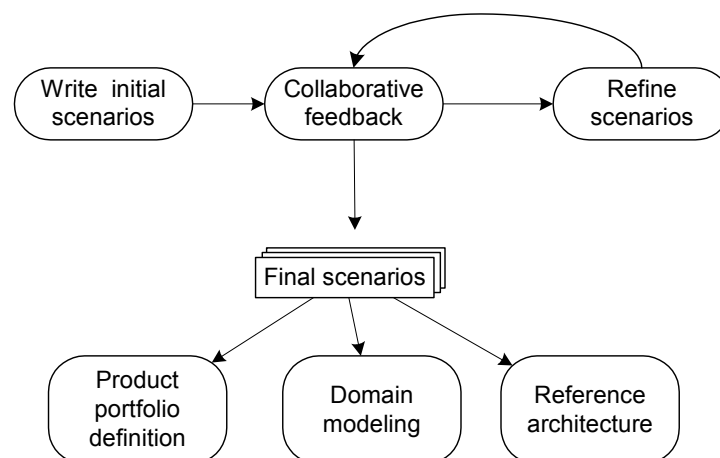 Write initial
scenarios
Collaborative
feedback
Refine
scenarios
Final scenarios
Product
portfolio
definition
Domain
modeling
Reference
architecture